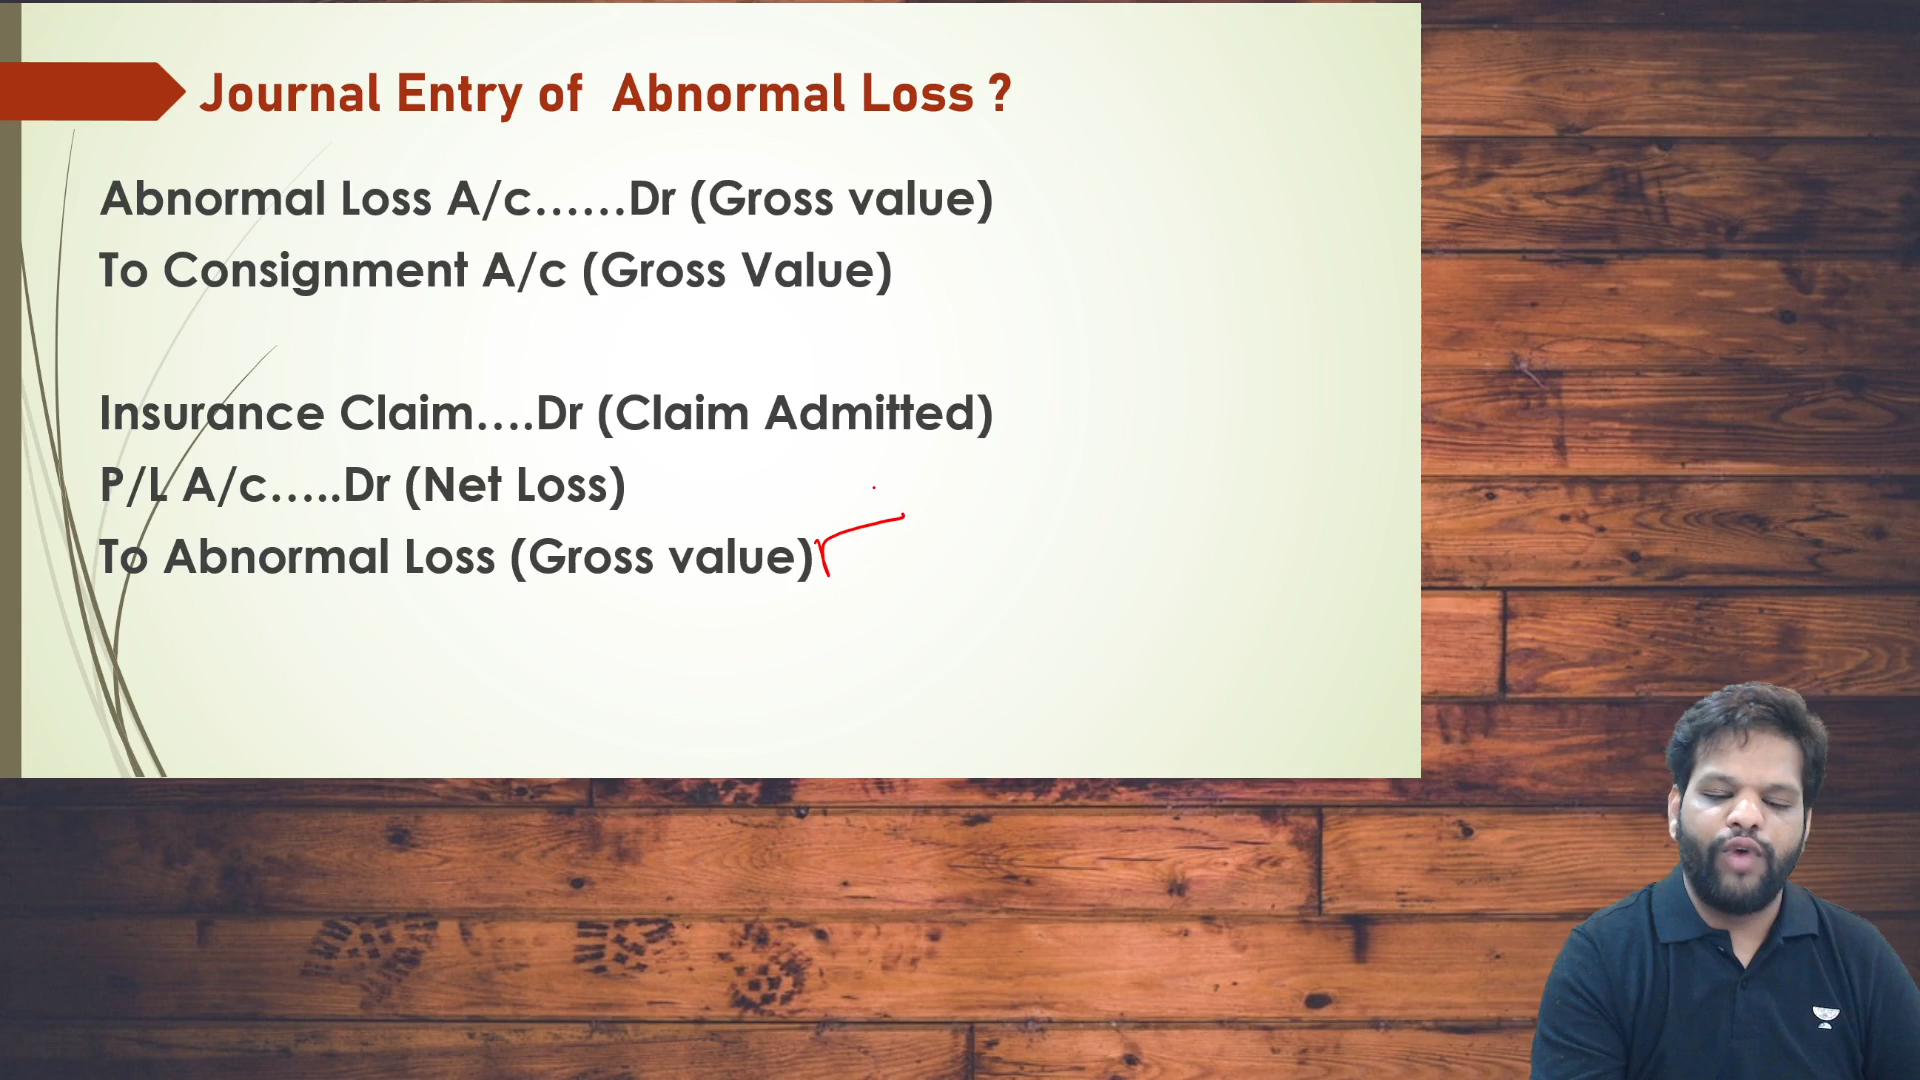 Journal Entry of Abnormal Loss ?
Abnormal Loss A/c......Dr (Gross value)
To Consignment A/c (Gross Value)
Insurance Claim....Dr (Claim Admitted)
P/L A/c.....Dr (Net Loss)
To Abnormal Loss (Gross value)